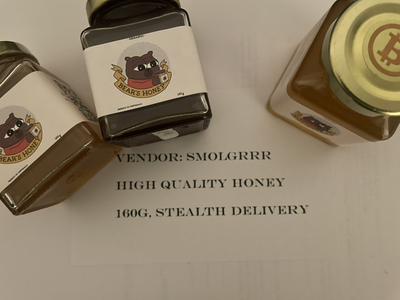 BEAR'S HONEY
BEAR'S HONEY
VENDOR: SMOLGRRR
HIGH QUALITY HONEY
160G, STEALTH DELIVERY